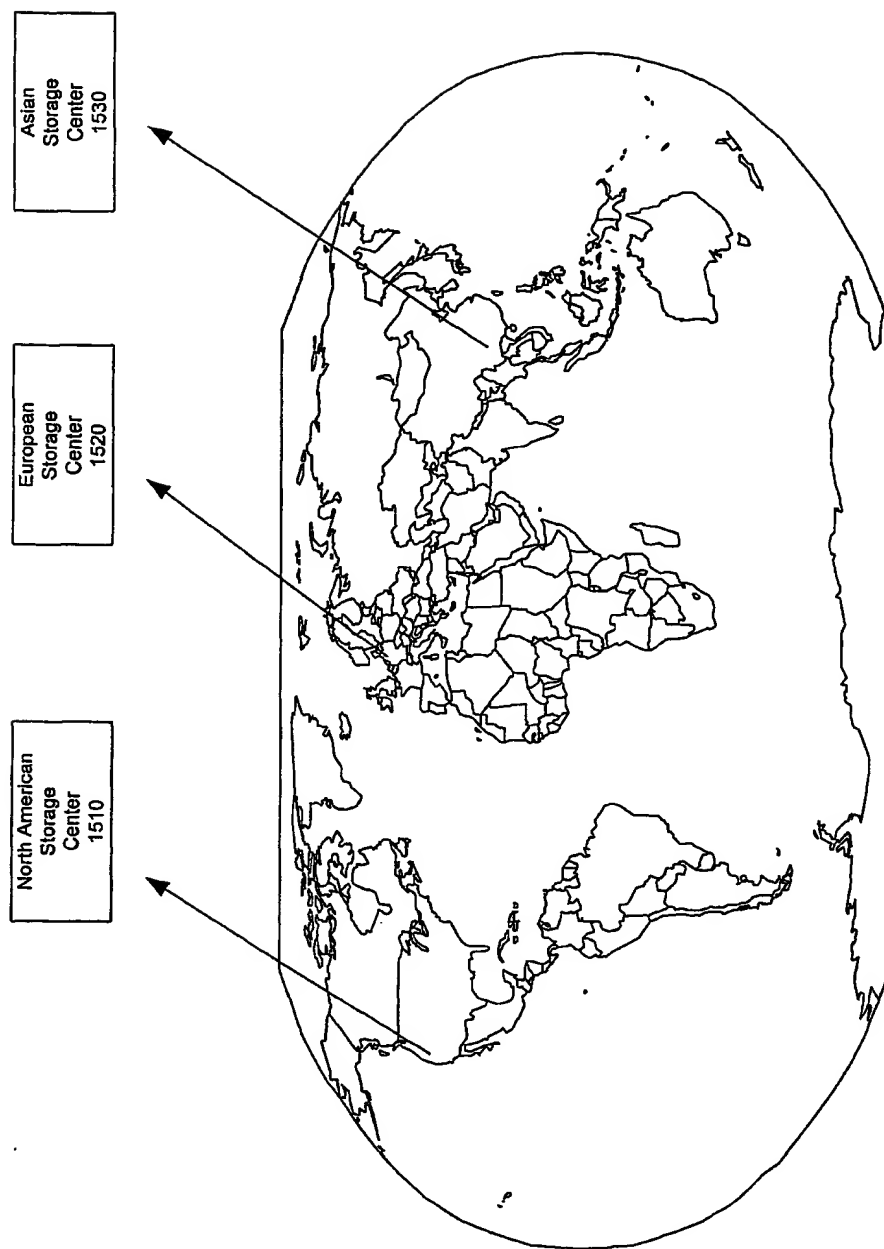 North American
Storage
Center
1510
European
Storage
Center
1520
Asian
Storage
Center
1530